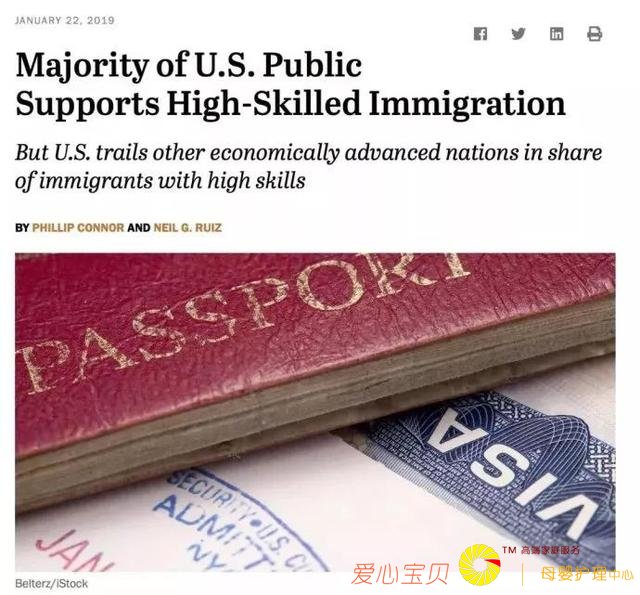 JANUARY 22, 2019
Majority of U.S. Public
Supports High-Skilled Immigration
But U.S. trails other economically advanced nations in share
of immigrants with high skills
BY PHILLIP CONNOR AND NEIL G. RUIZ
PASSPORT
VISA
SECURITY • U.S. C
ADMIT
NY
JAN
爱心宝贝 TM 高端家庭服务
母婴护理中心
Belterz/iStock